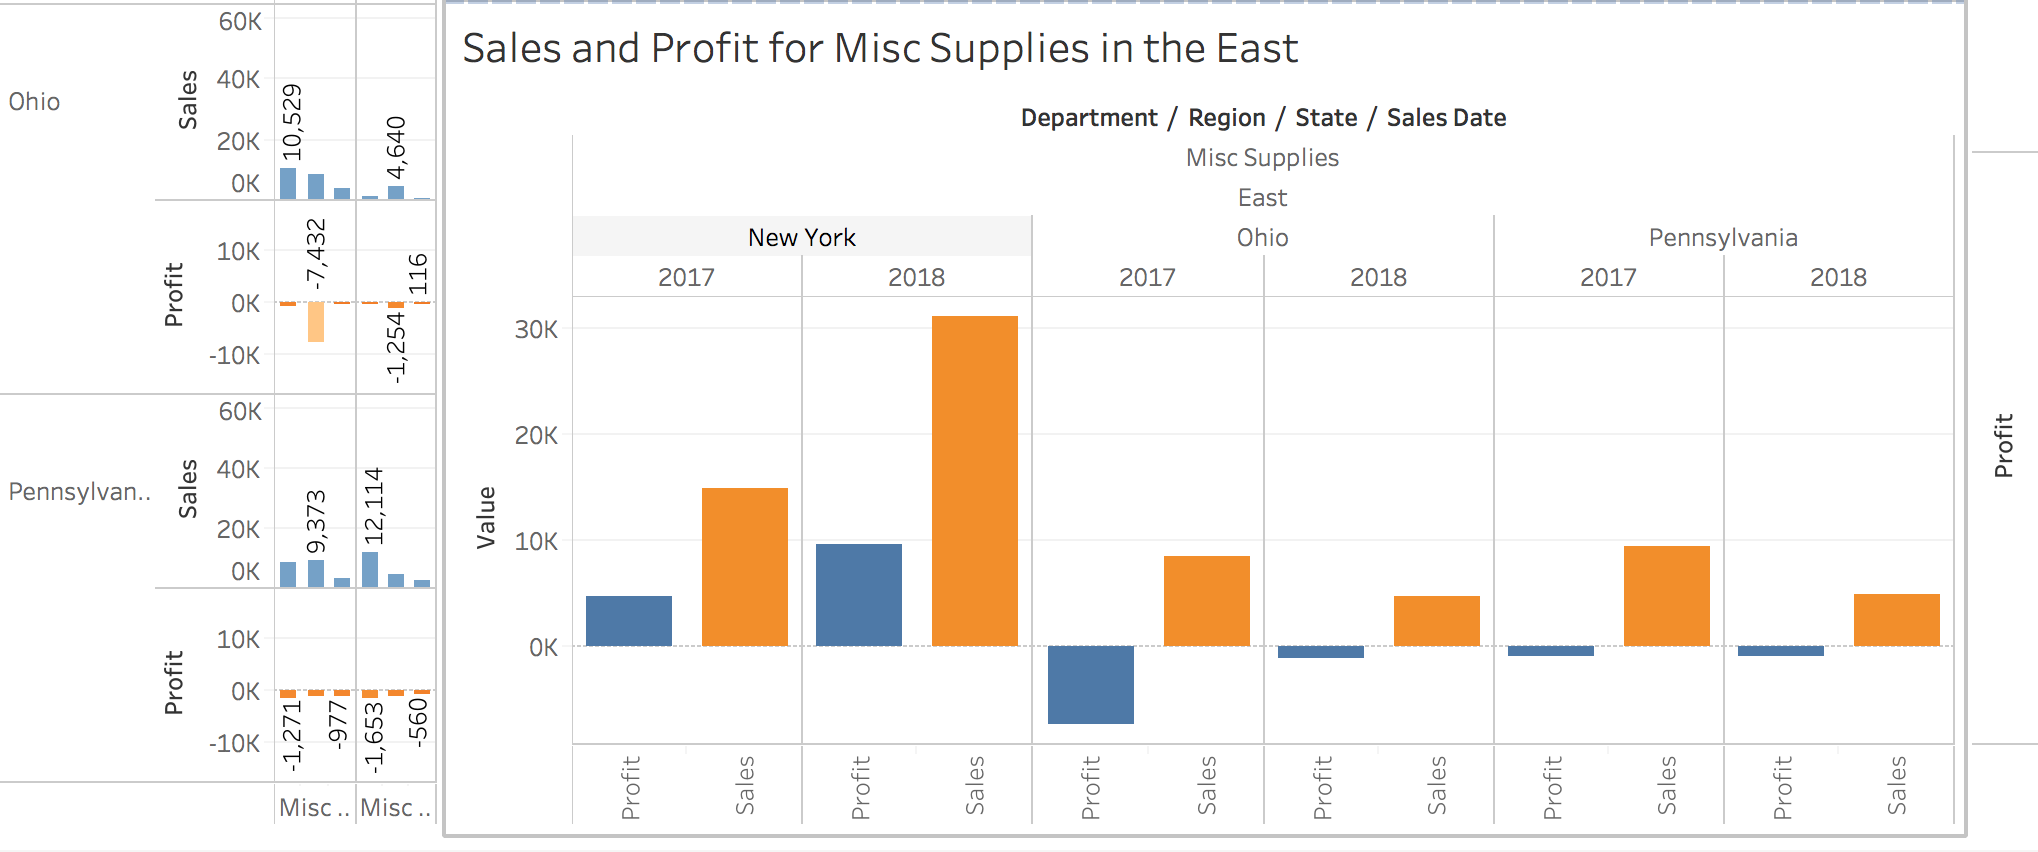 60K
40K
20K
0K
Sales
Ohio
10,529
4,640
10K
0K
-10K
Profit
-7,432
-1,254
116
60K
40K
20K
0K
Sales
Pennsylvan..
9,373
12,114
10K
0K
-10K
Profit
-1,271
-977
-1,653
-560
Misc .. Misc ..
Sales and Profit for Misc Supplies in the East
Department / Region / State / Sales Date
Misc Supplies
East
New York Ohio Pennsylvania
2017 2018 2017 2018 2017 2018
30K
20K
10K
0K
Value
Profit Sales Profit Sales Profit Sales Profit Sales Profit Sales Profit Sales
Profit